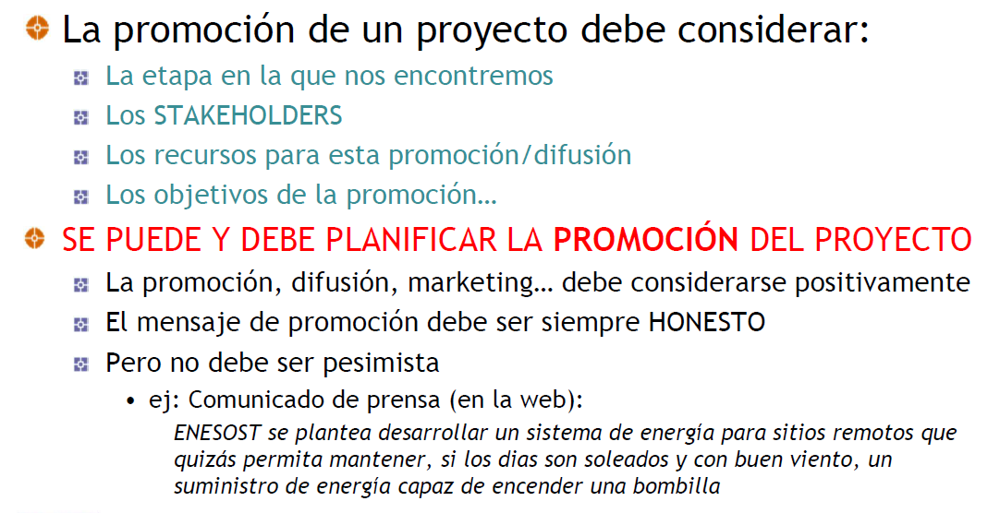 La promoción de un proyecto debe considerar:
La etapa en la que nos encontremos
Los STAKEHOLDERS
Los recursos para esta promoción/difusión
Los objetivos de la promoción…
SE PUEDE Y DEBE PLANIFICAR LA PROMOCIÓN DEL PROYECTO
La promoción, difusión, marketing… debe considerarse positivamente
El mensaje de promoción debe ser siempre HONESTO
Pero no debe ser pesimista
• ej: Comunicado de prensa (en la web):
ENESOST se plantea desarrollar un sistema de energía para sitios remotos que
quizás permita mantener, si los dias son soleados y con buen viento, un
suministro de energía capaz de encender una bombilla